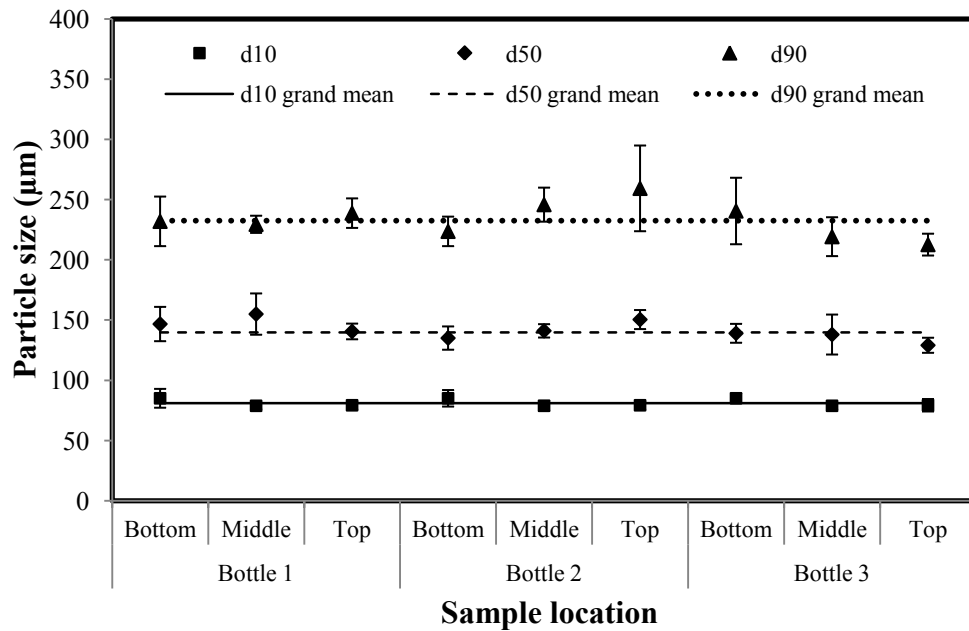 400
350
300
250
200
150
100
50
0
Particle size (µm)
d10 d50 d90
d10 grand mean d50 grand mean d90 grand mean
Bottom Middle Top Bottom Middle Top Bottom Middle Top
Bottle 1 Bottle 2 Bottle 3
Sample location